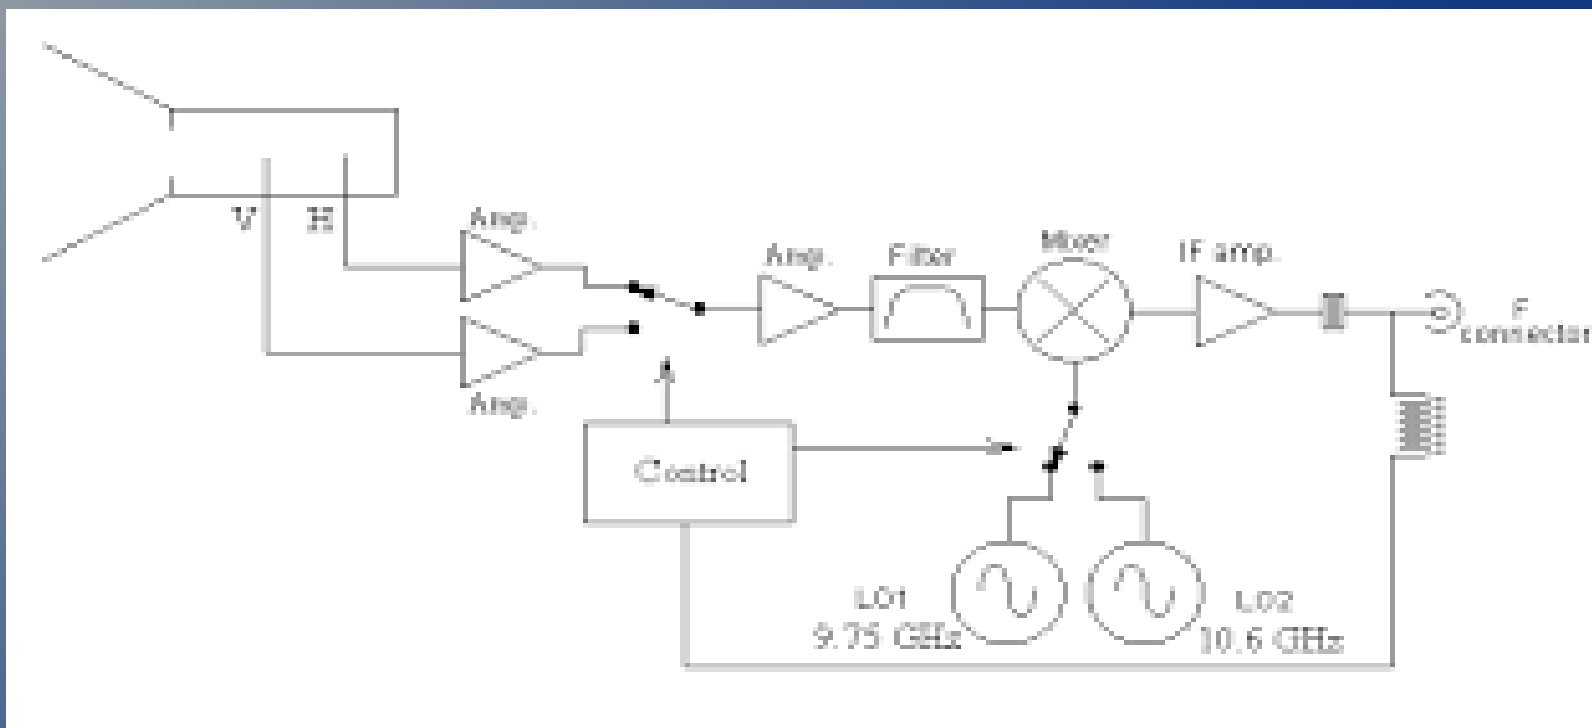 V
H
Amp.
Amp.
Amp.
Filter
Mixer
IF amp.
F
connector
Control
LO1
9.75 GHz
LO2
10.6 GHz